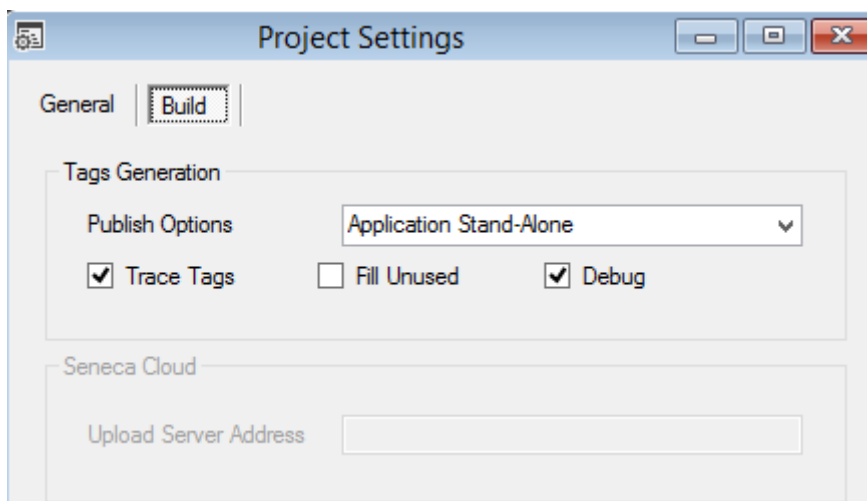 Project Settings
General Build
Tags Generation
Publish Options Application Stand-Alone
Trace Tags Fill Unused Debug
Seneca Cloud
Upload Server Address